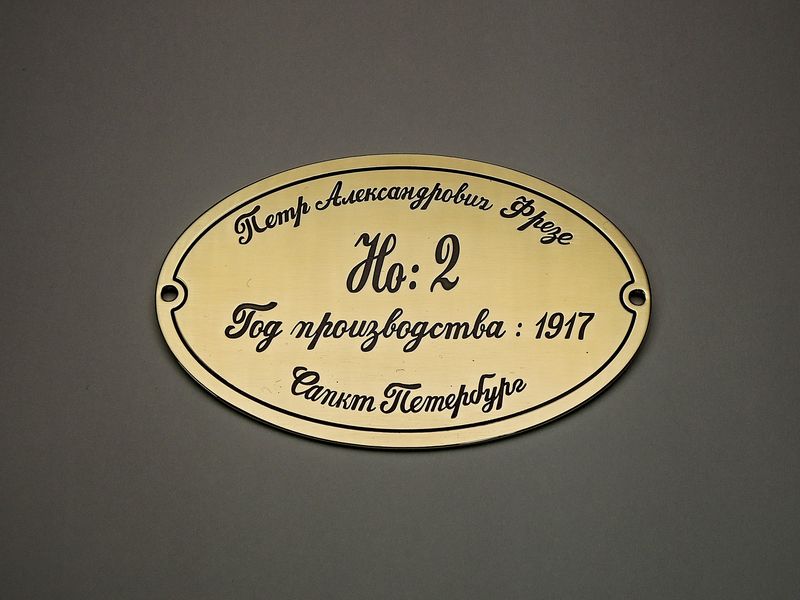 Петр Александрович Фрезе
Но: 2
Год производства : 1917
Санкт Петербург